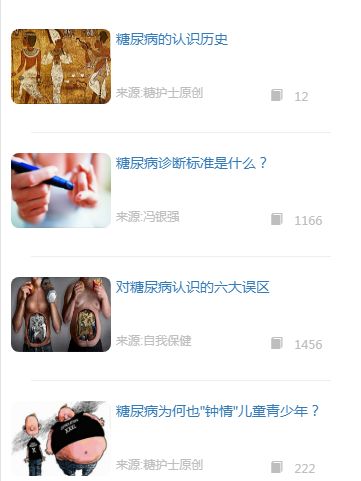 糖尿病的认识历史
来源:糖护士原创
12
糖尿病诊断标准是什么？
来源:冯银强
1166
对糖尿病认识的六大误区
来源:自我保健
1456
糖尿病为何也"钟情"儿童青少年？
来源:糖护士原创
222
XXXL